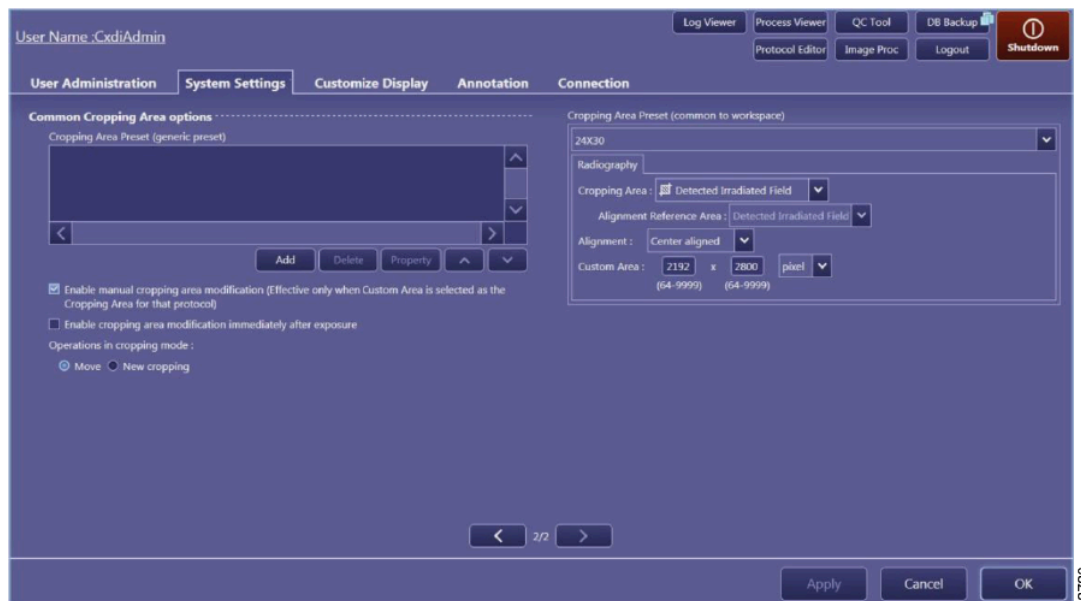 User Name :CxdiAdmin
Log Viewer
Process Viewer
QC Tool
DB Backup
Shutdown
Protocol Editor
Image Proc
Logout
User Administration
System Settings
Customize Display
Annotation
Connection
Common Cropping Area options
Cropping Area Preset (generic preset)
Add
Delete
Property
Enable manual cropping area modification (Effective only when Custom Area is selected as the
Cropping Area for that protocol)
Enable cropping area modification immediately after exposure
Operations in cropping mode :
Move
New cropping
Cropping Area Preset (common to workspace)
24X30
Radiography
Cropping Area : Detected Irradiated Field
Alignment Reference Area : Detected Irradiated Field
Alignment : Center aligned
Custom Area : 2192 x 2800 pixel
(64-9999) (64-9999)
2/2
Apply
Cancel
OK